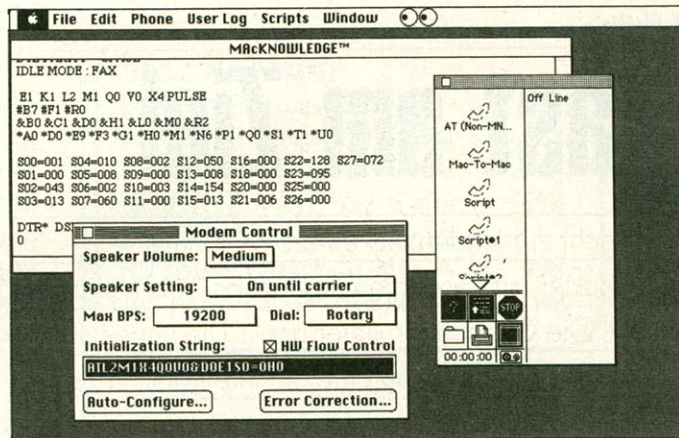 File Edit Phone User Log Scripts Window
MAcKNOWLEDGE™
IDLE MODE : FAX
E1 K1 L2 M1 Q0 V0 X4 PULSE
#B7 #F1 #R0
&B0 &C1 &D0 &H1 &L0 &M0 &R2
*A0 *D0 *E9 *F3 *G1 *H0 *M1 *N6 *P1 *Q0 *S1 *T1 *U0
S00=001 S04=010 S08=002 S12=050 S16=000 S22=128 S27=072
S01=000 S05=008 S09=000 S13=008 S18=000 S23=095
S02=043 S06=002 S10=003 S14=154 S20=000 S25=000
S03=013 S07=060 S11=000 S15=013 S21=006 S26=000
DTR*
0
Modem Control
Speaker Volume: Medium
Speaker Setting: On until carrier
Max BPS: 19200 Dial: Rotary
Initialization String: HW Flow Control
ATL2M1X4Q0V0&D0E1S0=0H0
Auto-Configure... Error Correction...
Off Line
AT (Non-MN...
Mac-To-Mac
Script
Script#1
Script#2
?
STOP
00:00:00